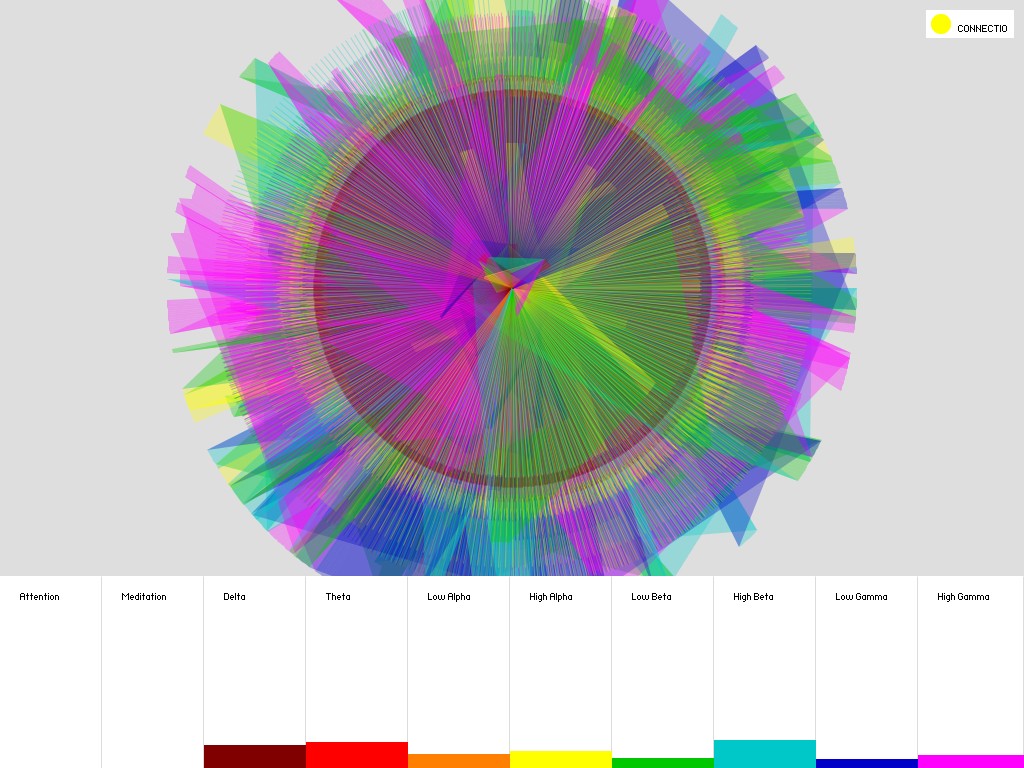 CONNECTIO
Attention
Meditation
Delta
Theta
Low Alpha
High Alpha
Low Beta
High Beta
Low Gamma
High Gamma